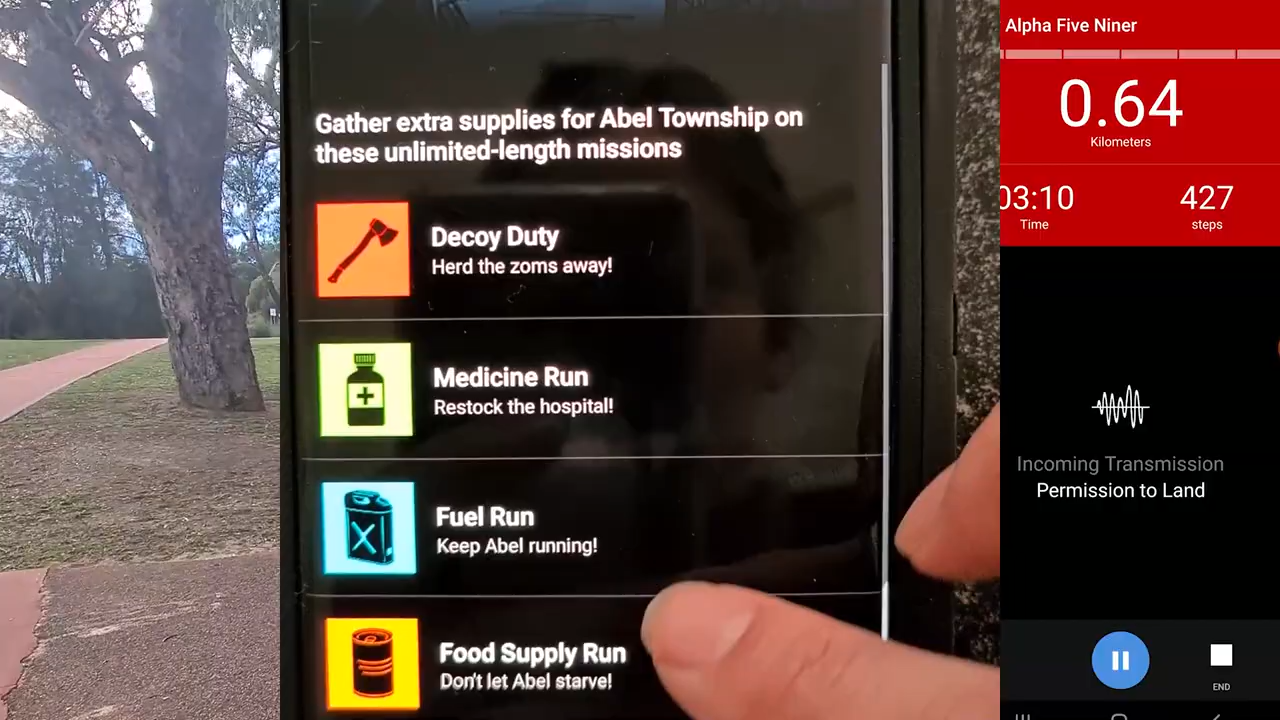 Gather extra supplies for Abel Township on
these unlimited-length missions
Decoy Duty
Herd the zoms away!
Medicine Run
Restock the hospital!
Fuel Run
Keep Abel running!
Food Supply Run
Don't let Abel starve!
Alpha Five Niner
0.64
Kilometers
03:10
Time
427
steps
Incoming Transmission
Permission to Land
END